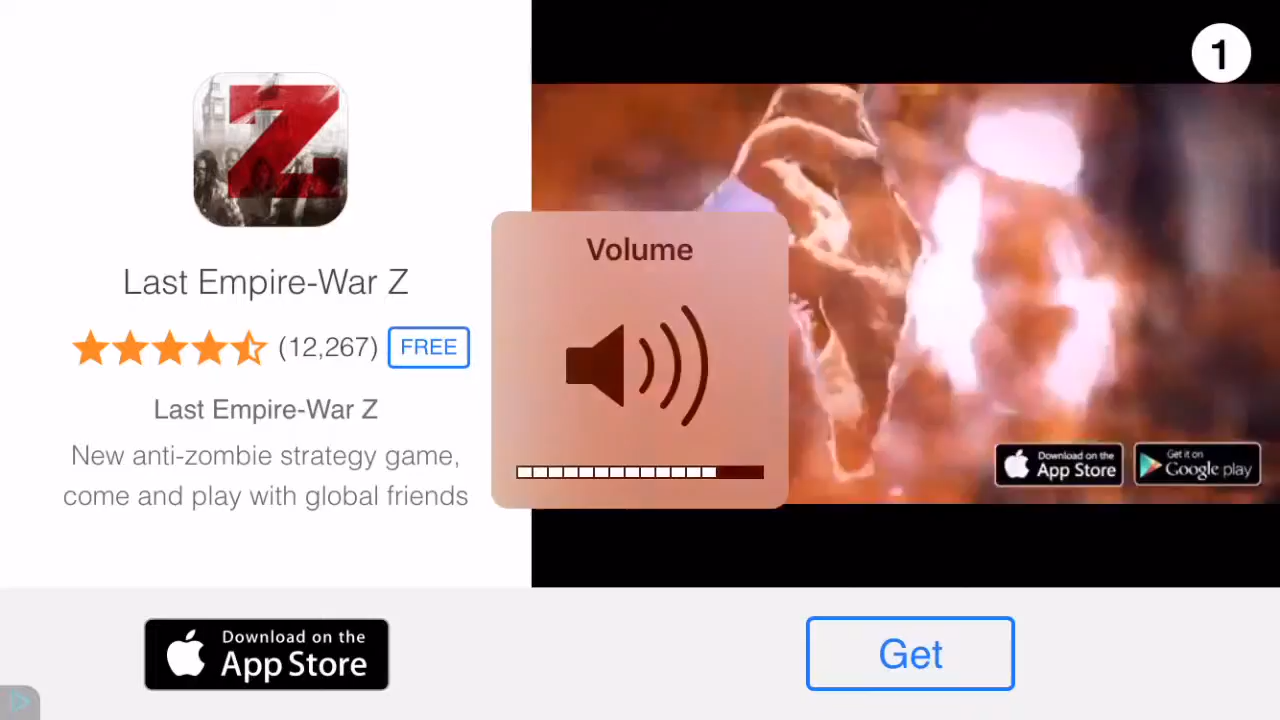 Z
Last Empire-War Z
(12,267) FREE
Last Empire-War Z
New anti-zombie strategy game,
come and play with global friends
Download on the
App Store
Volume
1
Download on the
App Store
Get it on
Google play
Get